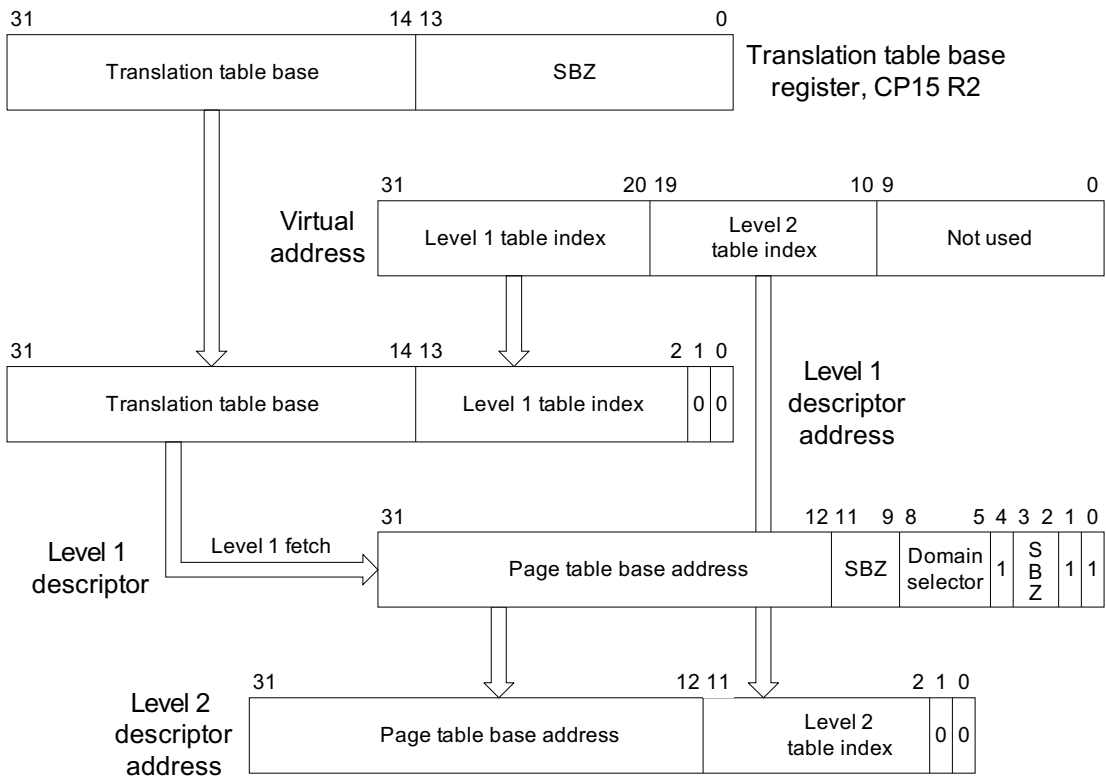 31 14 13 0
Translation table base SBZ
Translation table base
register, CP15 R2
31 20 19 10 9 0
Virtual
address
Level 1 table index
Level 2
table index
Not used
31 14 13 2 1 0
Translation table base Level 1 table index 0 0
Level 1
descriptor
address
31 12 11 9 8 5 4 3 2 1 0
Level 1
descriptor
Level 1 fetch
Page table base address
SBZ
Domain
selector
1
S
B
Z
1 1
31 12 11 2 1 0
Level 2
descriptor
address
Page table base address
Level 2
table index
0 0